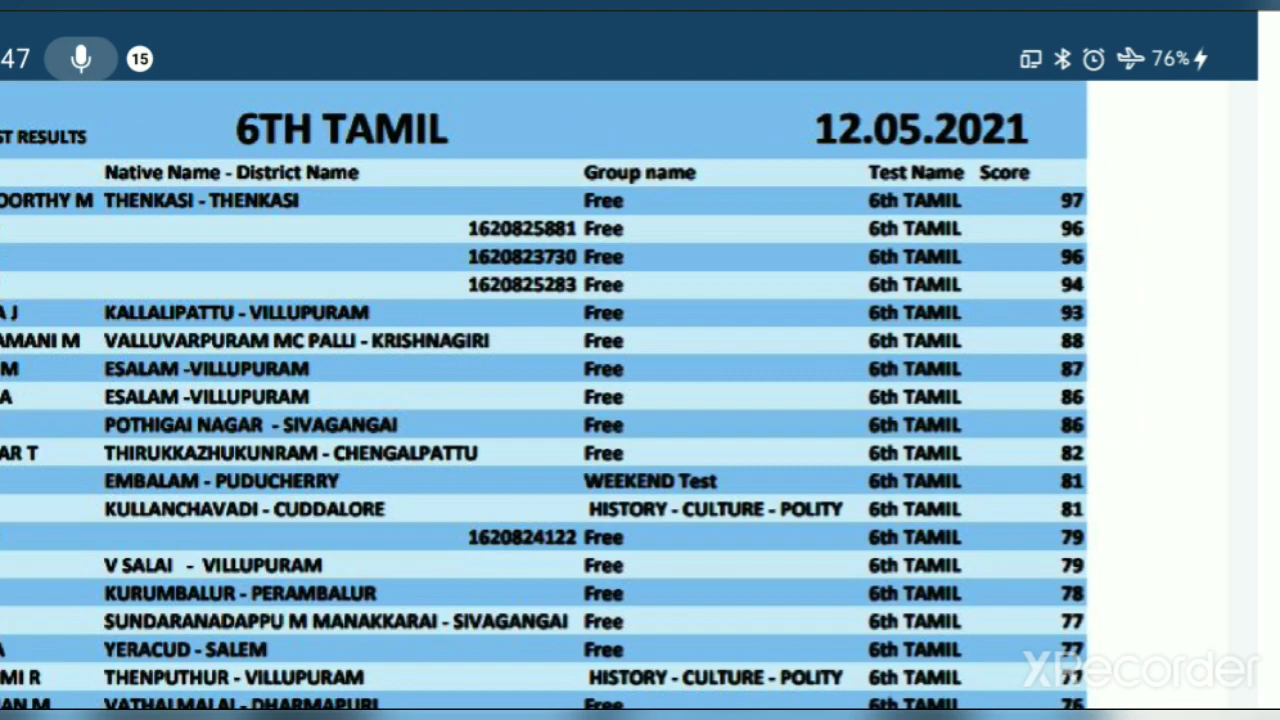 47 15 76%
ST RESULTS 6TH TAMIL 12.05.2021
Native Name - District Name Group name Test Name Score
OORTHY M THENKASI - THENKASI Free 6th TAMIL 97
1620825881 Free 6th TAMIL 96
1620823730 Free 6th TAMIL 96
1620825283 Free 6th TAMIL 94
A J KALLALIPATTU - VILLUPURAM Free 6th TAMIL 93
AMANI M VALLUVARPURAM MC PALLI - KRISHNAGIRI Free 6th TAMIL 88
M ESALAM -VILLUPURAM Free 6th TAMIL 87
A ESALAM -VILLUPURAM Free 6th TAMIL 86
POTHIGAI NAGAR - SIVAGANGAI Free 6th TAMIL 86
AR T THIRUKKAZHUKUNRAM - CHENGALPATTU Free 6th TAMIL 82
EMBALAM - PUDUCHERRY WEEKEND Test 6th TAMIL 81
KULLANCHAVADI - CUDDALORE HISTORY - CULTURE - POLITY 6th TAMIL 81
1620824122 Free 6th TAMIL 79
V SALAI - VILLUPURAM Free 6th TAMIL 79
KURUMBALUR - PERAMBALUR Free 6th TAMIL 78
SUNDARANADAPPU M MANAKKARAI - SIVAGANGAI Free 6th TAMIL 77
A YERACUD - SALEM Free 6th TAMIL 77
MI R THENPUTHUR - VILLUPURAM HISTORY - CULTURE - POLITY 6th TAMIL 77
AN M VATHALMALAI - DHARMAPURI Free 6th TAMIL 76
XRecorder